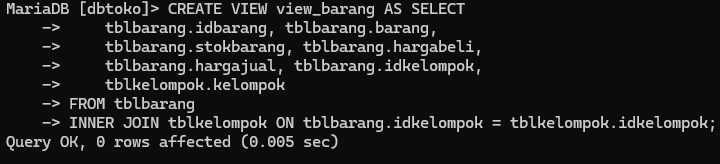 MariaDB [dbtoko]> CREATE VIEW view_barang AS SELECT
    ->     tblbarang.idbarang, tblbarang.barang,
    ->     tblbarang.stokbarang, tblbarang.hargabeli,
    ->     tblbarang.hargajual, tblbarang.idkelompok,
    ->     tblkelompok.kelompok
    -> FROM tblbarang
    -> INNER JOIN tblkelompok ON tblbarang.idkelompok = tblkelompok.idkelompok;
Query OK, 0 rows affected (0.005 sec)